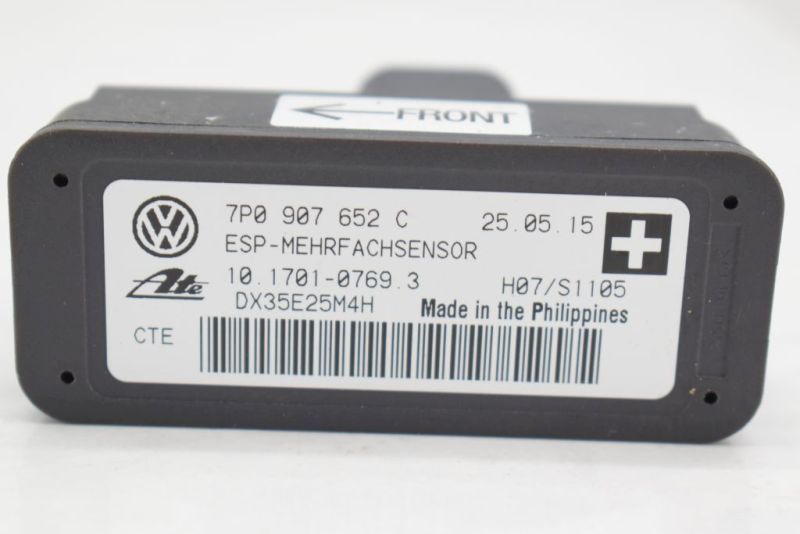 ←FRONT
7P0 907 652 C 25.05.15
ESP-MEHRFACHSENSOR
Ate 10.1701-0769.3 H07/S1105
DX35E25M4H Made in the Philippines
CTE